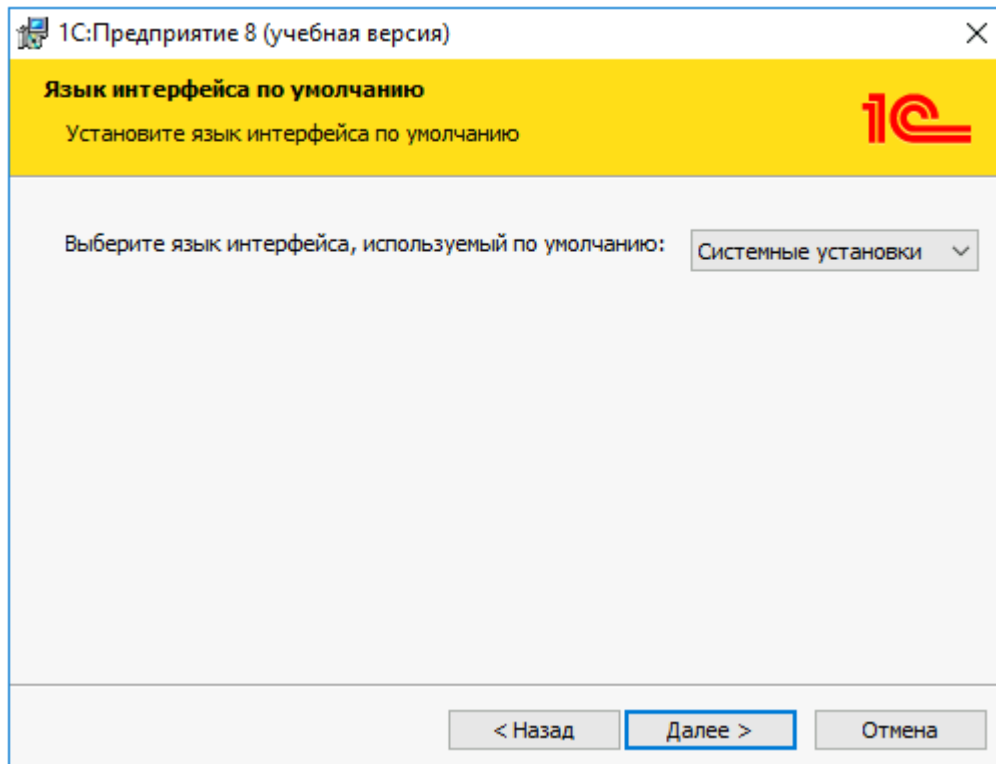 1С:Предприятие 8 (учебная версия)
Язык интерфейса по умолчанию
Установите язык интерфейса по умолчанию
1С
Выберите язык интерфейса, используемый по умолчанию: Системные установки
< Назад Далее > Отмена